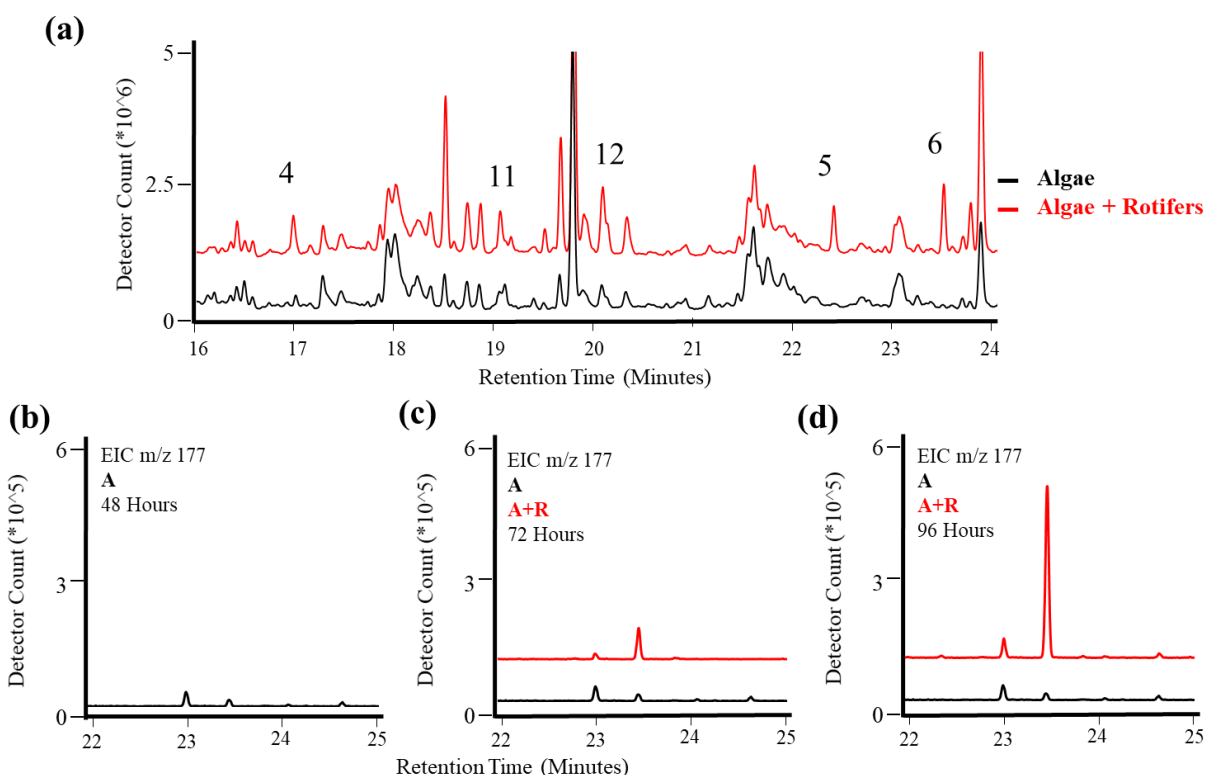 (a)
Detector Count (*10^6)
5
2.5
0
4
11
12
5
6
Algae
Algae + Rotifers
16 17 18 19 20 21 22 23 24
Retention Time (Minutes)
(b)
Detector Count (*10^5)
6
3
0
EIC m/z 177
A
48 Hours
22 23 24 25
(c)
Detector Count (*10^5)
6
3
0
EIC m/z 177
A
A+R
72 Hours
22 23 24 25
(d)
Detector Count (*10^5)
6
3
0
EIC m/z 177
A
A+R
96 Hours
22 23 24 25
Retention Time (Minutes)